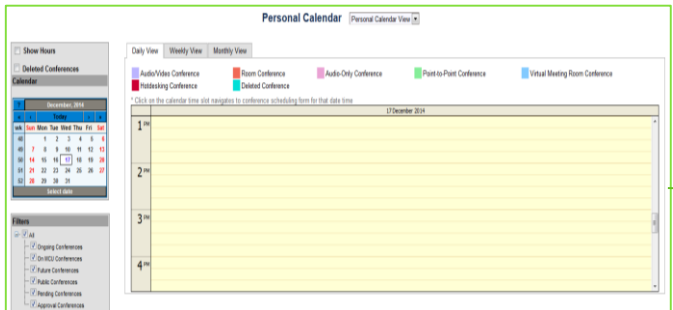 Personal Calendar Personal Calendar View
Show Hours
Deleted Conferences
Calendar
? December, 2014
« ‹ Today › »
wk Sun Mon Tue Wed Thu Fri Sat
48 1 2 3 4 5 6
49 7 8 9 10 11 12 13
50 14 15 16 17 18 19 20
51 21 22 23 24 25 26 27
52 28 29 30 31
Select date
Filters
All
Ongoing Conferences
On MCU Conferences
Future Conferences
Public Conferences
Pending Conferences
Approval Conferences
Daily View Weekly View Monthly View
Audio/Video Conference Room Conference Audio-Only Conference Point-to-Point Conference Virtual Meeting Room Conference
Hotdesking Conference Deleted Conference
* Click on the calendar time slot navigates to conference scheduling form for that date time
17 December 2014
1 PM
2 PM
3 PM
4 PM